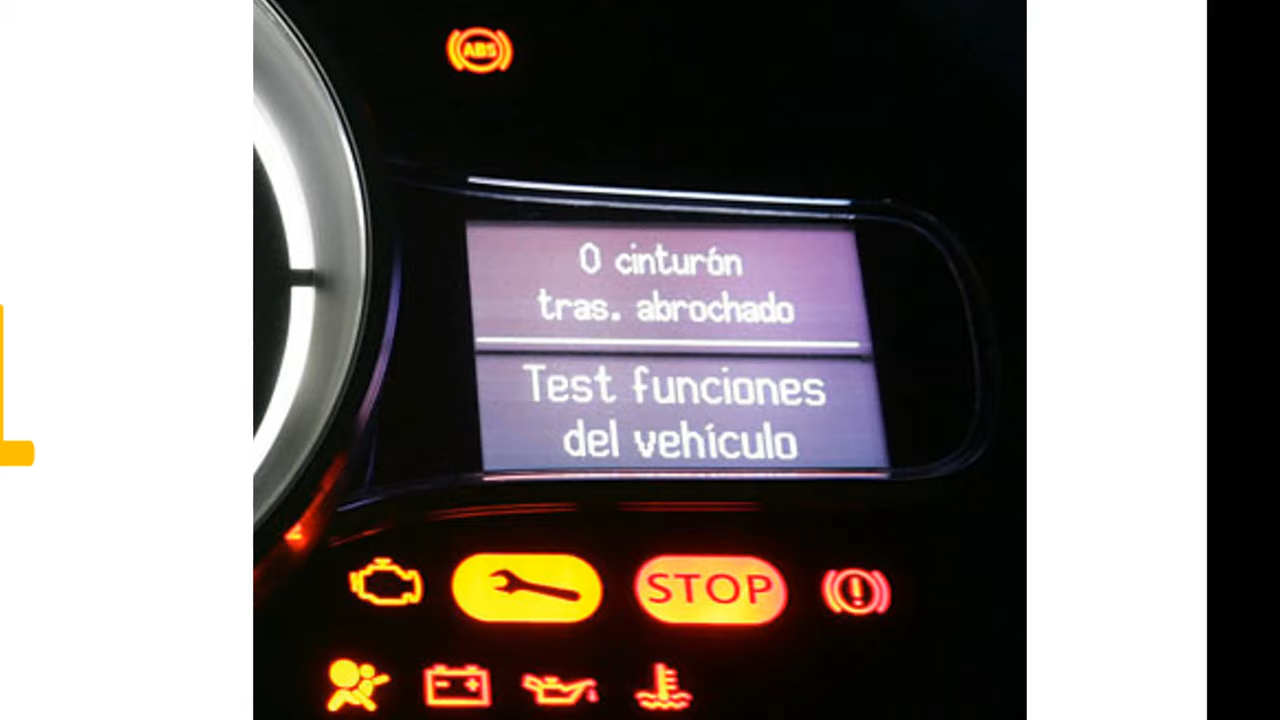 ABS
0 cinturón
tras. abrochado
Test funciones
del vehículo
STOP